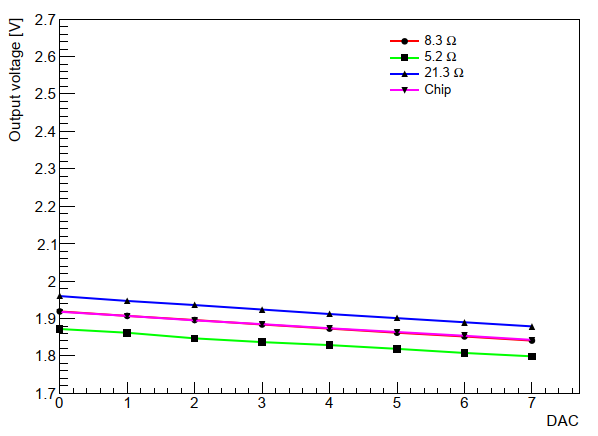 Output voltage [V]
2.7
2.6
2.5
2.4
2.3
2.2
2.1
2
1.9
1.8
1.7
8.3 Ω
5.2 Ω
21.3 Ω
Chip
0 1 2 3 4 5 6 7
DAC